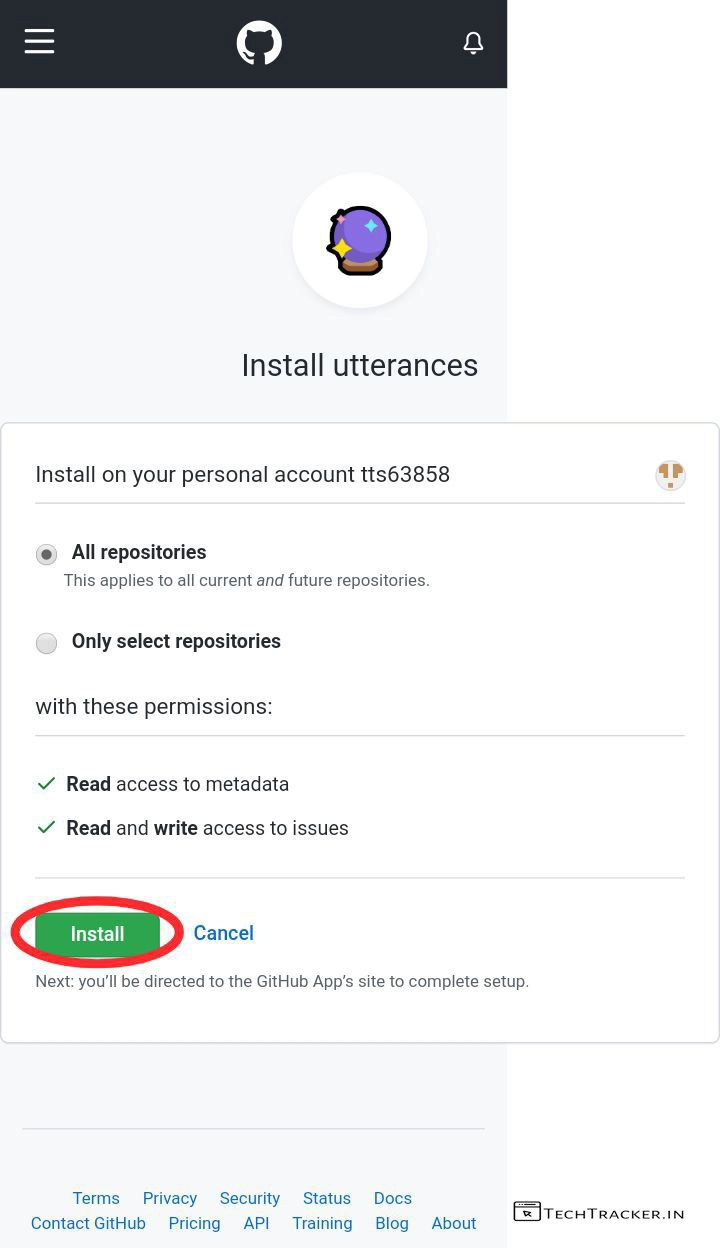 Install utterances
Install on your personal account tts63858
All repositories
This applies to all current and future repositories.
Only select repositories
with these permissions:
Read access to metadata
Read and write access to issues
Install Cancel
Next: you’ll be directed to the GitHub App’s site to complete setup.
Terms Privacy Security Status Docs
Contact GitHub Pricing API Training Blog About
TECHTRACKER.IN